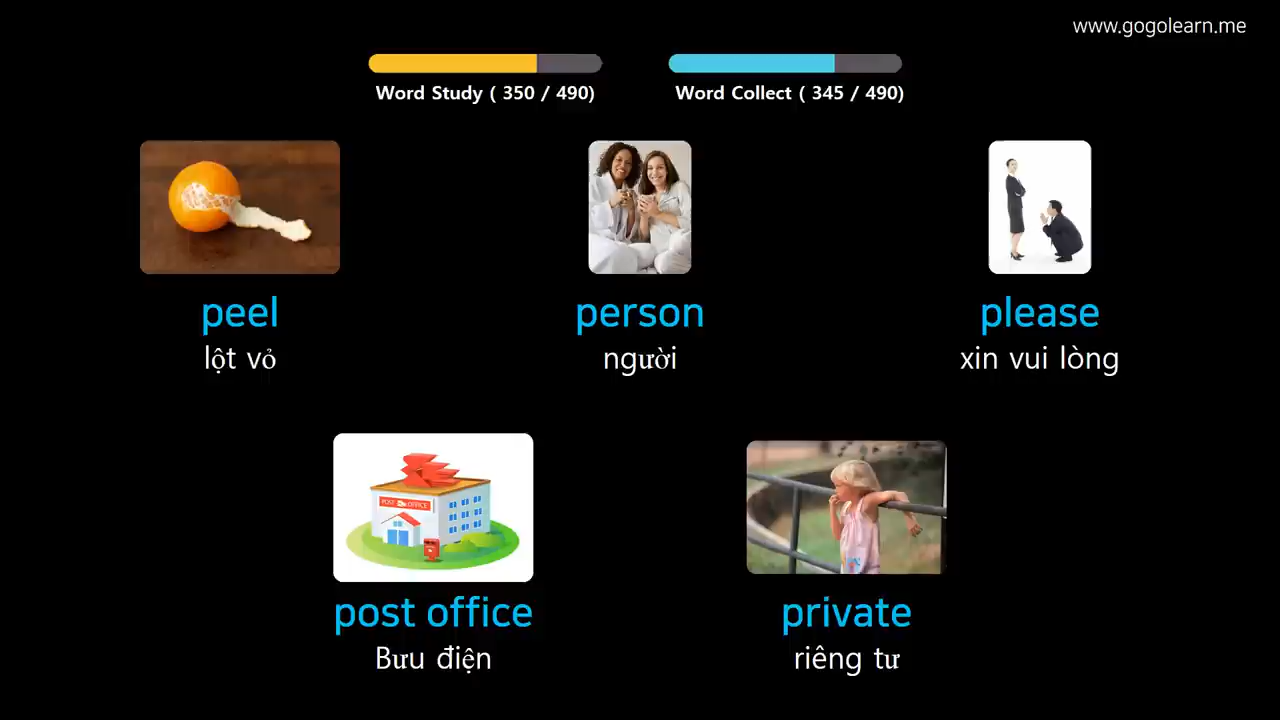 www.gogolearn.me
Word Study ( 350 / 490)
Word Collect ( 345 / 490)
peel
person
please
lột vỏ
người
xin vui lòng
POST OFFICE
post office
private
Bưu điện
riêng tư